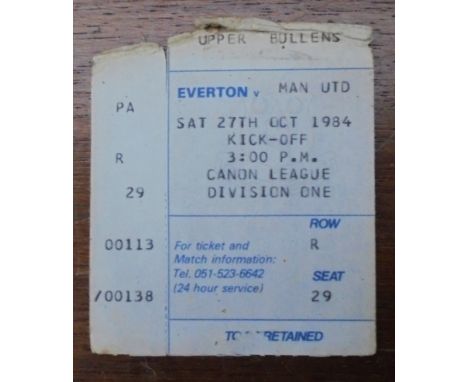 UPPER BULLENS
EVERTON v MAN UTD
PA
SAT 27TH OCT 1984
KICK-OFF
R
3:00 P.M.
CANON LEAGUE
29
DIVISION ONE
ROW
00113
For ticket and
R
Match information:
Tel. 051-523-6642
SEAT
(24 hour service)
/00138
29
RETAINED